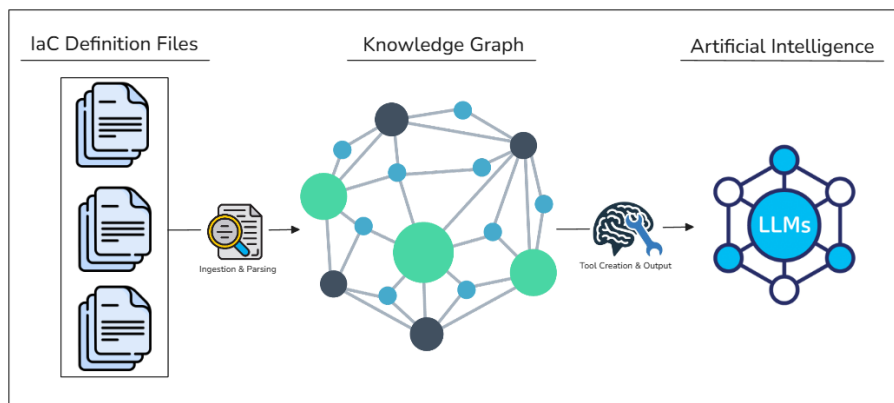 IaC Definition Files
Knowledge Graph
Artificial Intelligence
Ingestion & Parsing
Tool Creation & Output
LLMs